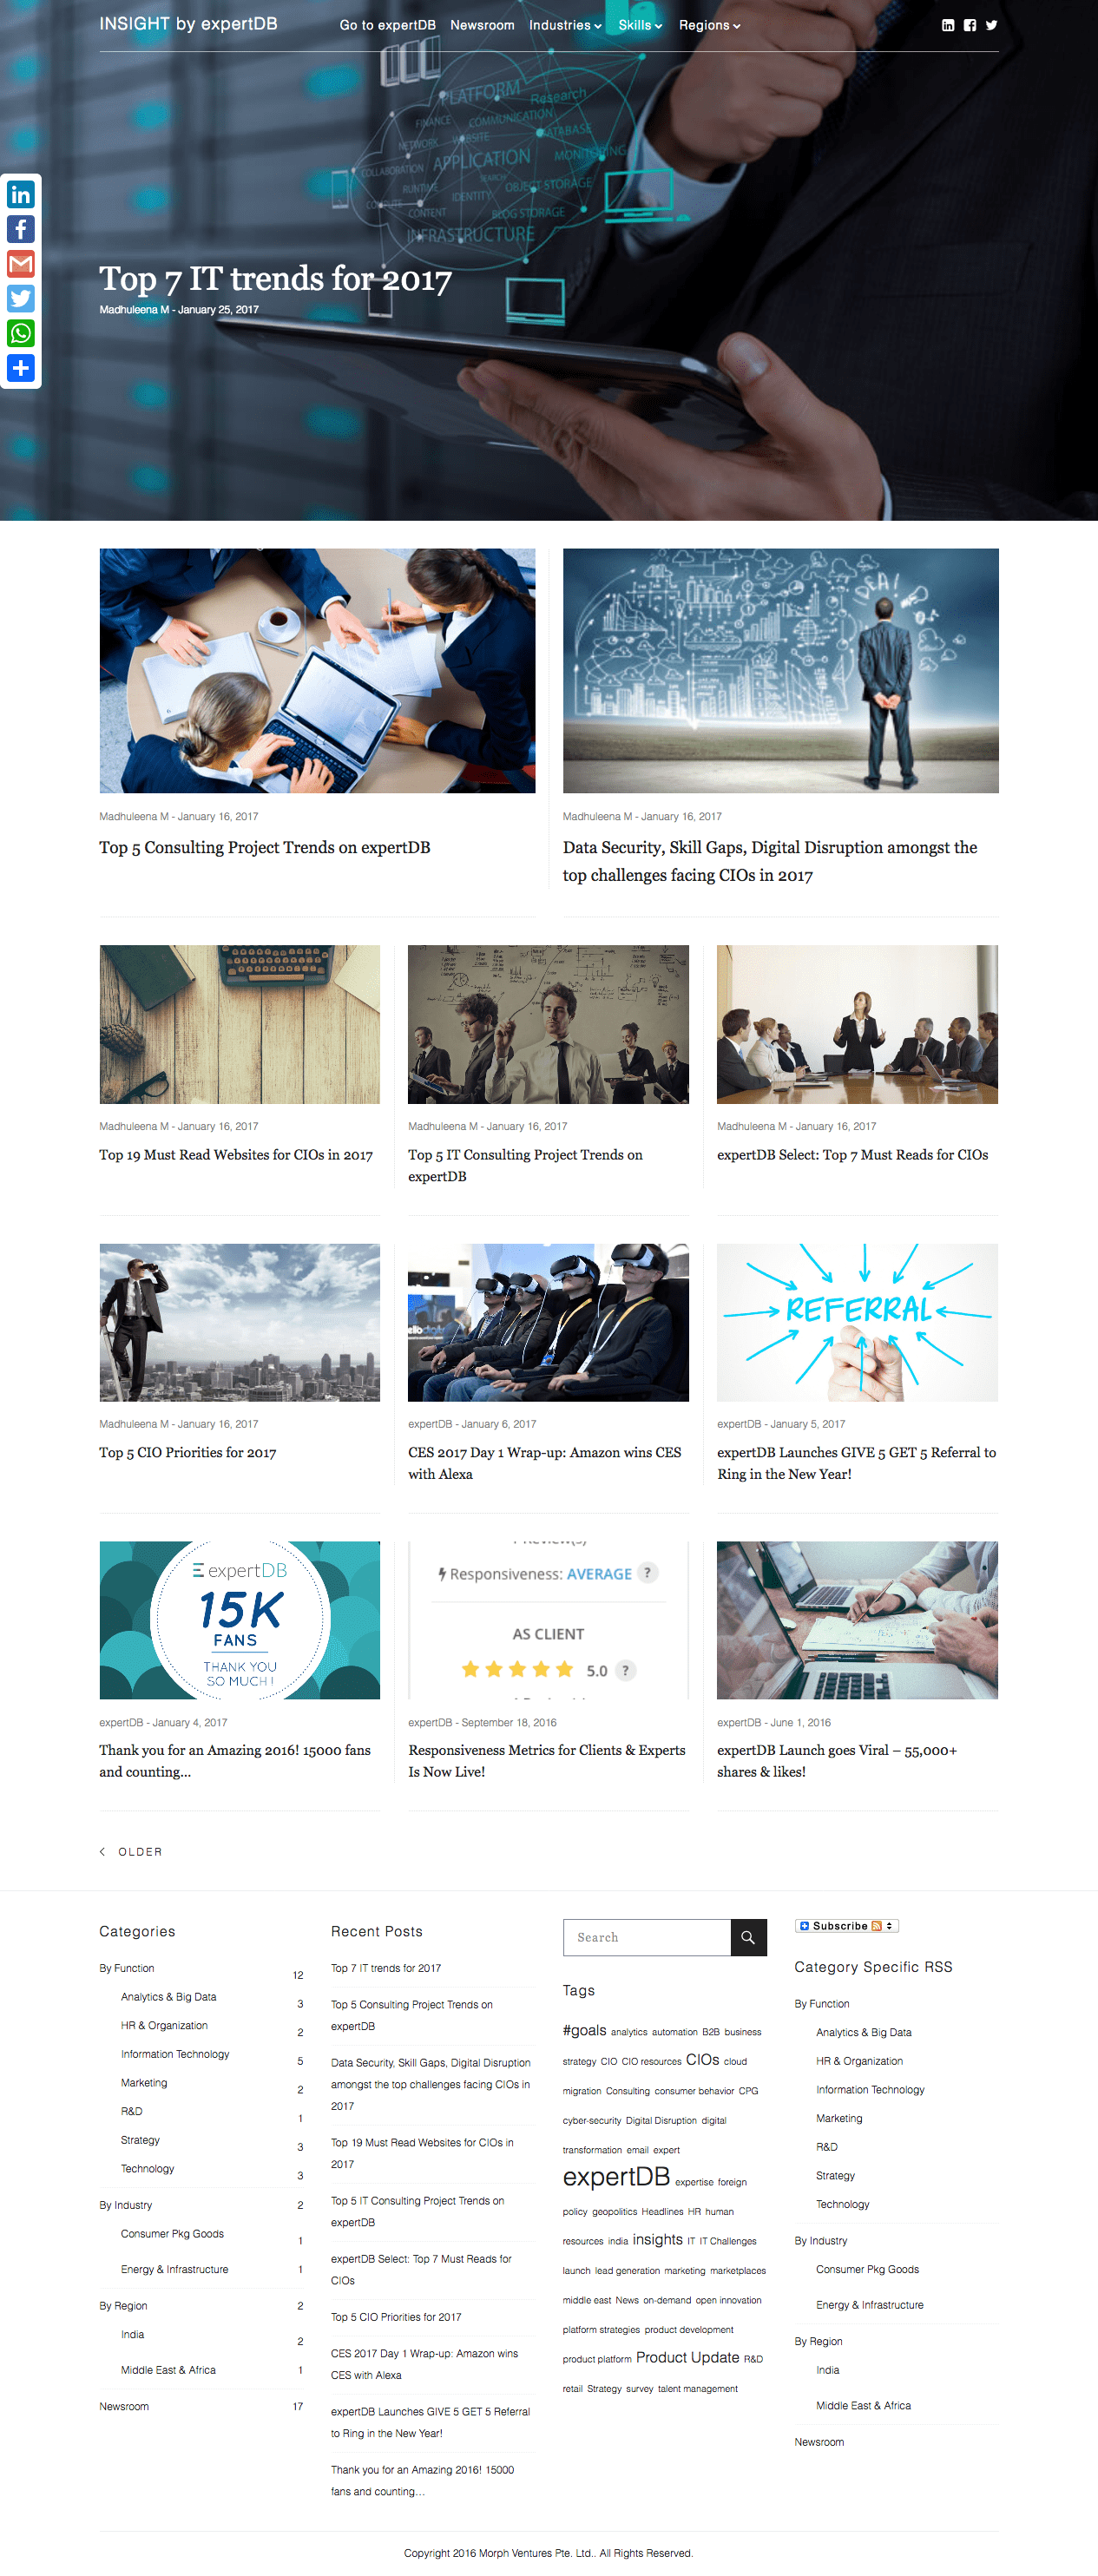 INSIGHT by expertDB
Go to expertDB Newsroom Industries Skills Regions
PLATFORM
Research
FINANCE
COMMUNICATION
NETWORK WEBSITE DATABASE
COLLABORATION APPLICATION MONITORING
SEARCH
RUNTIME IDENTITY OBJECT STORAGE
COMPUTE
CONTENT BLOG STORAGE
INFRASTRUCTURE
Top 7 IT trends for 2017
Madhuleena M - January 25, 2017
Madhuleena M - January 16, 2017
Top 5 Consulting Project Trends on expertDB
Madhuleena M - January 16, 2017
Data Security, Skill Gaps, Digital Disruption amongst the
top challenges facing CIOs in 2017
Madhuleena M - January 16, 2017
Top 19 Must Read Websites for CIOs in 2017
Madhuleena M - January 16, 2017
Top 5 IT Consulting Project Trends on
expertDB
Madhuleena M - January 16, 2017
expertDB Select: Top 7 Must Reads for CIOs
REFERRAL
Madhuleena M - January 16, 2017
Top 5 CIO Priorities for 2017
expertDB - January 6, 2017
CES 2017 Day 1 Wrap-up: Amazon wins CES
with Alexa
expertDB - January 5, 2017
expertDB Launches GIVE 5 GET 5 Referral to
Ring in the New Year!
expertDB
15K
FANS
THANK YOU
SO MUCH!
Responsiveness: AVERAGE ?
AS CLIENT
5.0 ?
expertDB - January 4, 2017
Thank you for an Amazing 2016! 15000 fans
and counting...
expertDB - September 18, 2016
Responsiveness Metrics for Clients & Experts
Is Now Live!
expertDB - June 1, 2016
expertDB Launch goes Viral – 55,000+
shares & likes!
OLDER
Categories
By Function 12
Analytics & Big Data 3
HR & Organization 2
Information Technology 5
Marketing 2
R&D 1
Strategy 3
Technology 3
By Industry 2
Consumer Pkg Goods 1
Energy & Infrastructure 1
By Region 2
India 2
Middle East & Africa 1
Newsroom 17
Recent Posts
Top 7 IT trends for 2017
Top 5 Consulting Project Trends on
expertDB
Data Security, Skill Gaps, Digital Disruption
amongst the top challenges facing CIOs in
2017
Top 19 Must Read Websites for CIOs in
2017
Top 5 IT Consulting Project Trends on
expertDB
expertDB Select: Top 7 Must Reads for
CIOs
Top 5 CIO Priorities for 2017
CES 2017 Day 1 Wrap-up: Amazon wins
CES with Alexa
expertDB Launches GIVE 5 GET 5 Referral
to Ring in the New Year!
Thank you for an Amazing 2016! 15000
fans and counting...
Search
Tags
#goals analytics automation B2B business
strategy CIO CIO resources CIOs cloud
migration Consulting consumer behavior CPG
cyber-security Digital Disruption digital
transformation email expert
expertDB expertise foreign
policy geopolitics Headlines HR human
resources india insights IT IT Challenges
launch lead generation marketing marketplaces
middle east News on-demand open innovation
platform strategies product development
product platform Product Update R&D
retail Strategy survey talent management
Subscribe
Category Specific RSS
By Function
Analytics & Big Data
HR & Organization
Information Technology
Marketing
R&D
Strategy
Technology
By Industry
Consumer Pkg Goods
Energy & Infrastructure
By Region
India
Middle East & Africa
Newsroom
Copyright 2016 Morph Ventures Pte. Ltd.. All Rights Reserved.